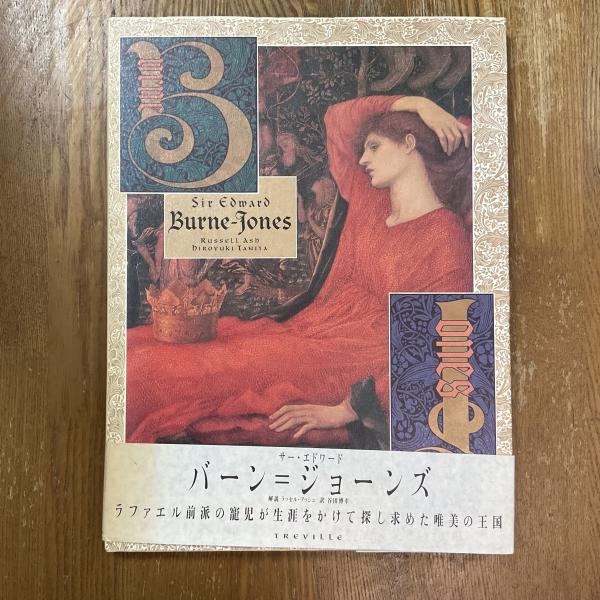 B
urne
Sir Edward
Burne-Jones
Russell Ash
Hiroyuki Tanita
Jones
サー・エドワード
バーン=ジョーンズ
解説 ラッセル・アッシュ 訳 谷田博幸
ラファエル前派の寵児が生涯をかけて探し求めた唯美の王国
TREVILLE